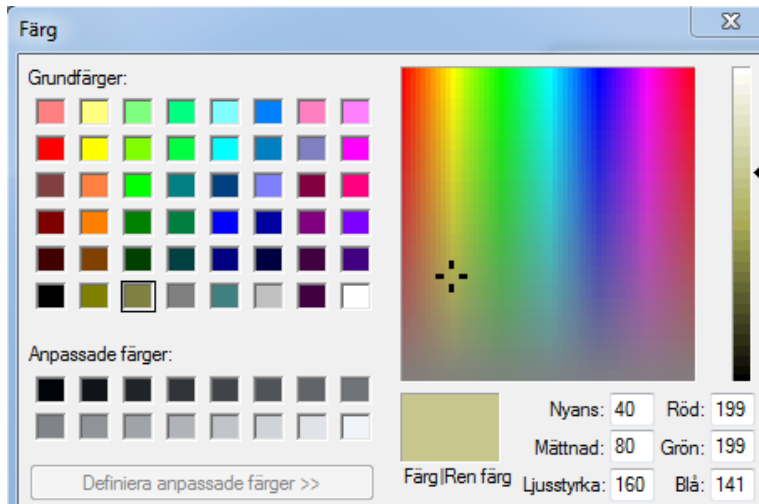 Färg
Grundfärger:
Anpassade färger:
Definiera anpassade färger >>
Färg|Ren färg
Nyans: 40 Röd: 199
Mättnad: 80 Grön: 199
Ljusstyrka: 160 Blå: 141